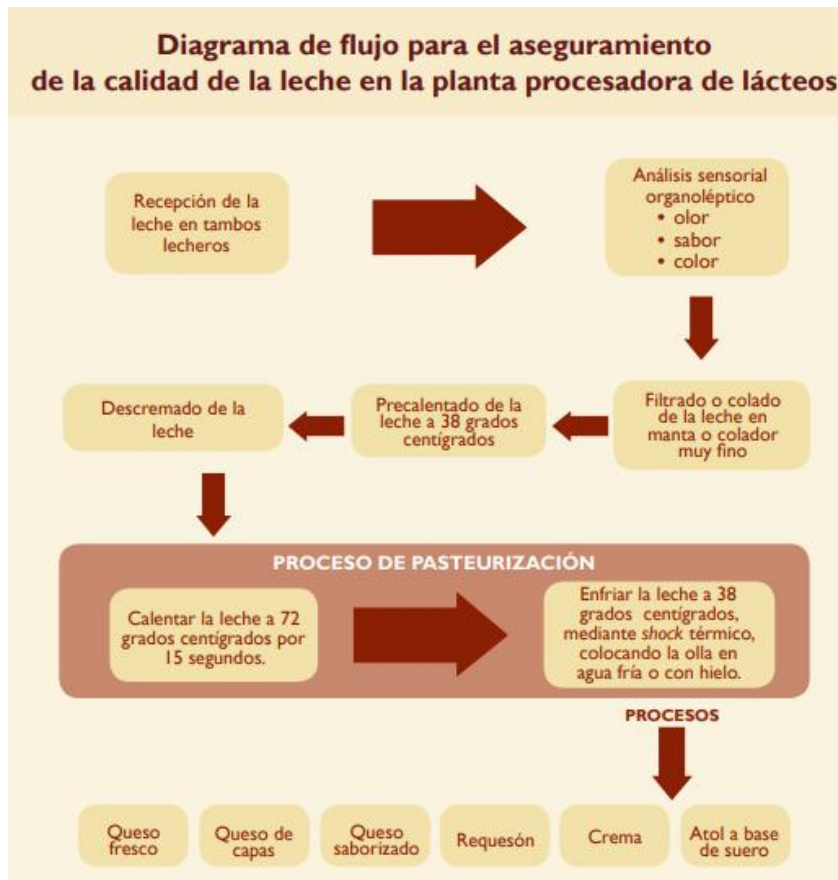 Diagrama de flujo para el aseguramiento
de la calidad de la leche en la planta procesadora de lácteos
Recepción de la
leche en tambos
lecheros
Análisis sensorial
organoléptico
• olor
• sabor
• color
Descremado de la
leche
Precalentado de la
leche a 38 grados
centígrados
Filtrado o colado
de la leche en
manta o colador
muy fino
PROCESO DE PASTEURIZACIÓN
Calentar la leche a 72
grados centígrados por
15 segundos.
Enfriar la leche a 38
grados centígrados,
mediante shock térmico,
colocando la olla en
agua fría o con hielo.
PROCESOS
Queso
fresco
Queso de
capas
Queso
saborizado
Requesón
Crema
Atol a base
de suero